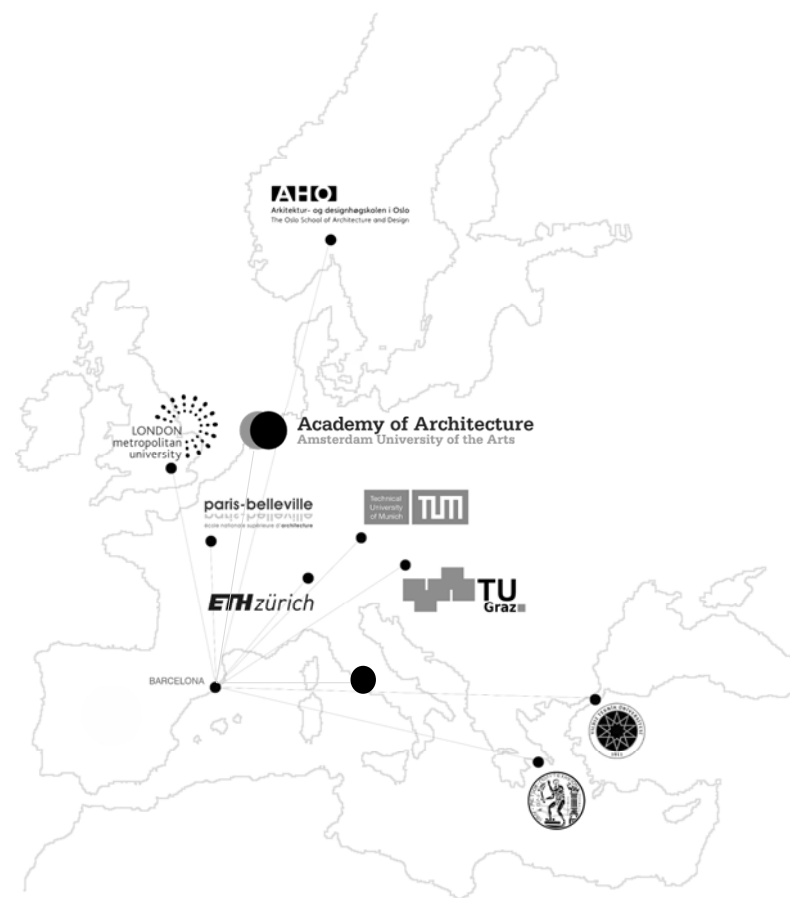 AHO
Arkitektur- og designhøgskolen i Oslo
The Oslo School of Architecture and Design
LONDON
metropolitan
university
Academy of Architecture
Amsterdam University of the Arts
paris-belleville
école nationale supérieure d'architecture
Technical
University
of Munich
TUM
ETH zürich
TU
Graz
BARCELONA
1911